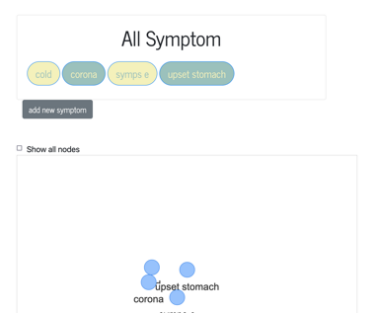 All Symptom
cold corona symps e upset stomach
add new symptom
Show all nodes
upset stomach
corona